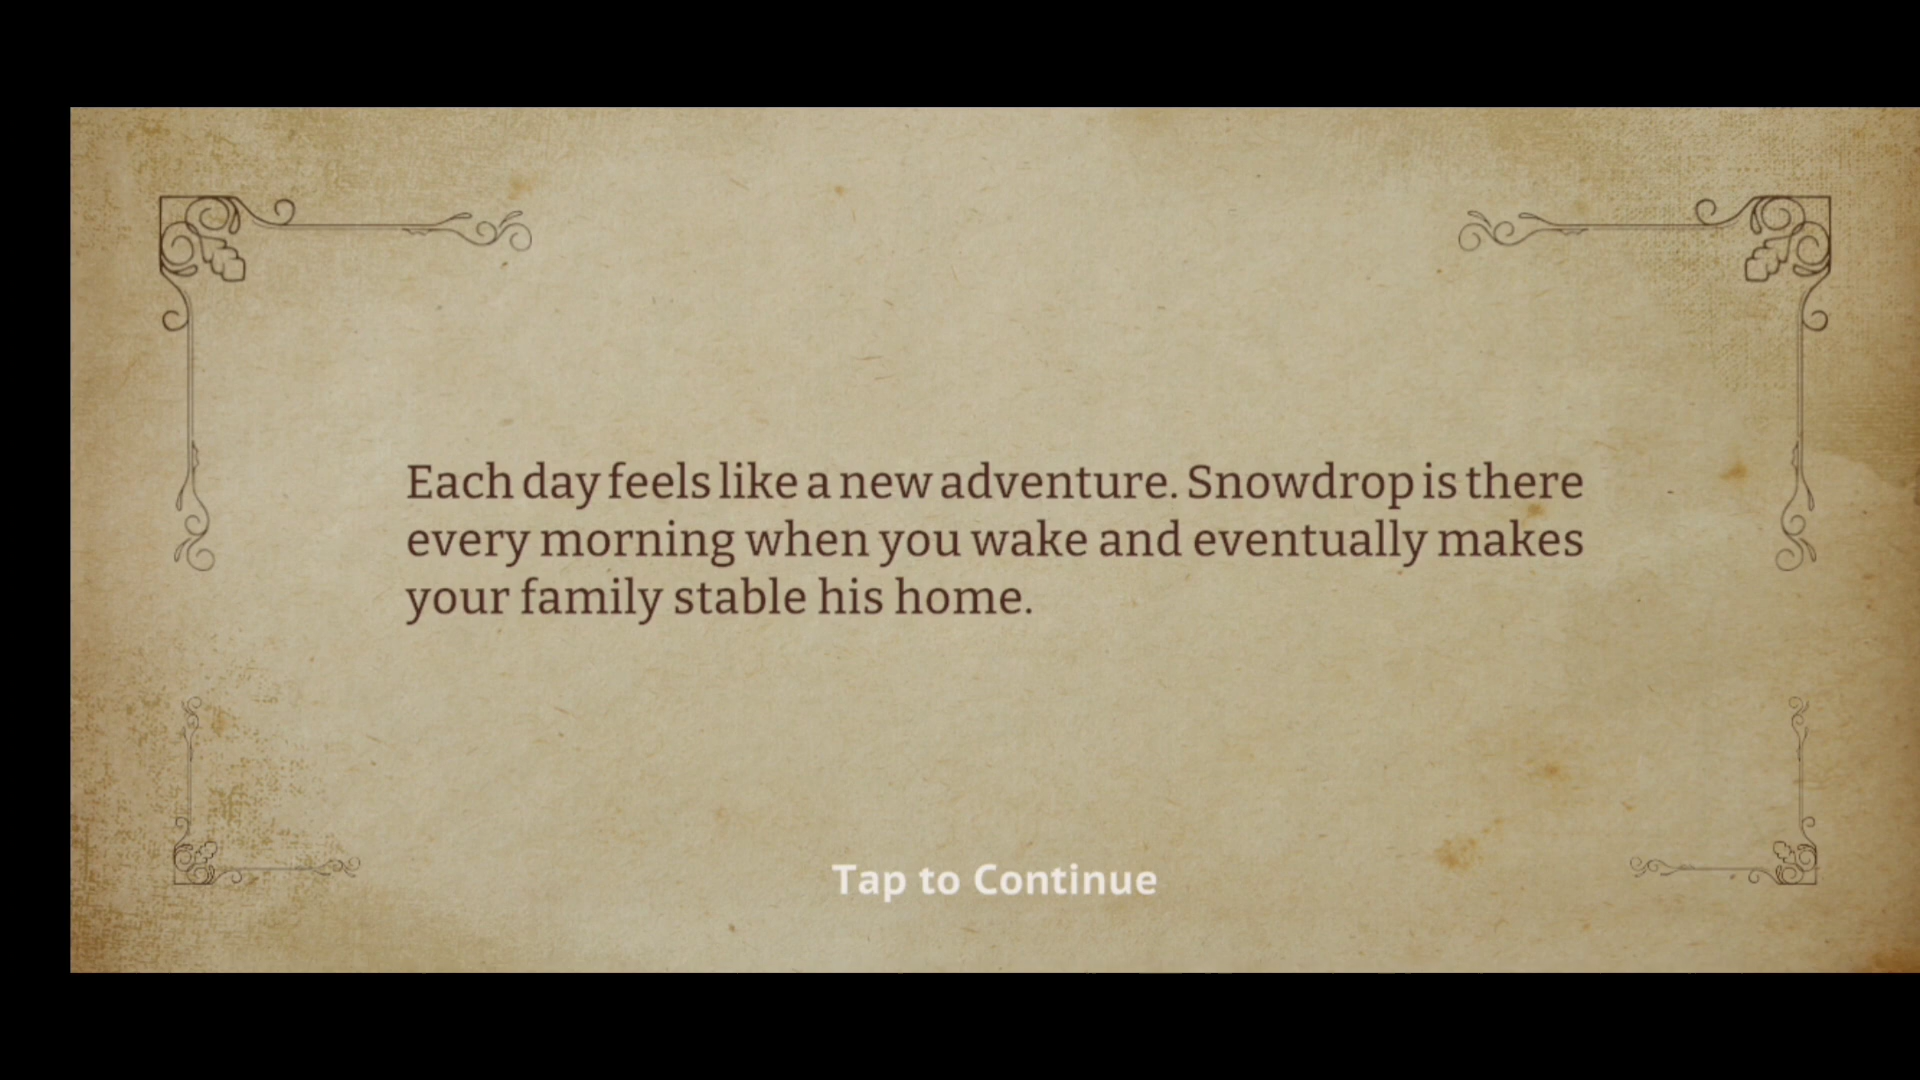 Each day feels like a new adventure. Snowdrop is there
every morning when you wake and eventually makes
your family stable his home.
Tap to Continue